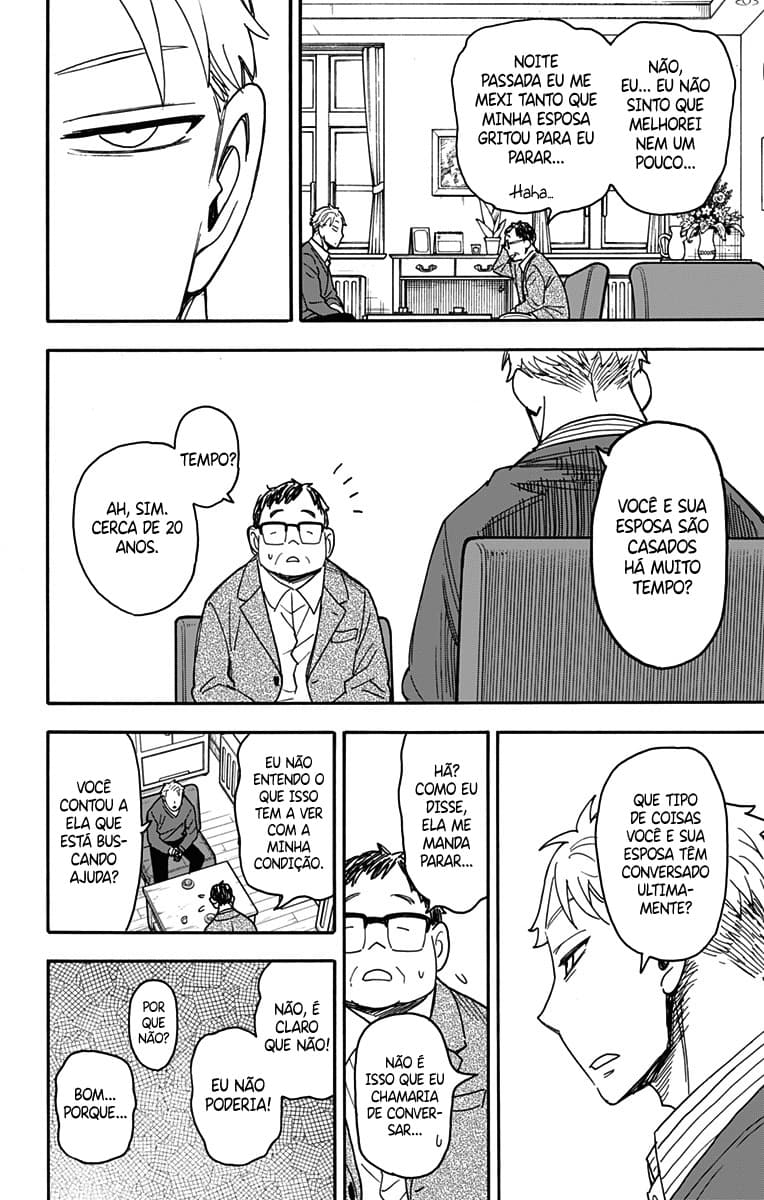 NÃO,
EU... EU NÃO
SINTO QUE
MELHOREI
NEM UM
POUCO...
NOITE
PASSADA EU ME
MEXI TANTO QUE
MINHA ESPOSA
GRITOU PARA EU
PARAR...
Haha...
VOCÊ E SUA
ESPOSA SÃO
CASADOS
HÁ MUITO
TEMPO?
TEMPO?
AH, SIM.
CERCA DE 20
ANOS.
QUE TIPO
DE COISAS
VOCÊ E SUA
ESPOSA TÊM
CONVERSADO
ULTIMA-
MENTE?
HÃ?
COMO EU
DISSE,
ELA ME
MANDA
PARAR...
NÃO É
ISSO QUE EU
CHAMARIA
DE CONVER-
SAR...
EU NÃO
ENTENDO O
QUE ISSO
TEM A VER
COM A
MINHA
CONDIÇÃO.
VOCÊ
CONTOU A
ELA QUE
ESTÁ BUS-
CANDO
AJUDA?
NÃO, É
CLARO
QUE NÃO!
EU NÃO
PODERIA!
POR
QUE
NÃO?
BOM...
PORQUE...